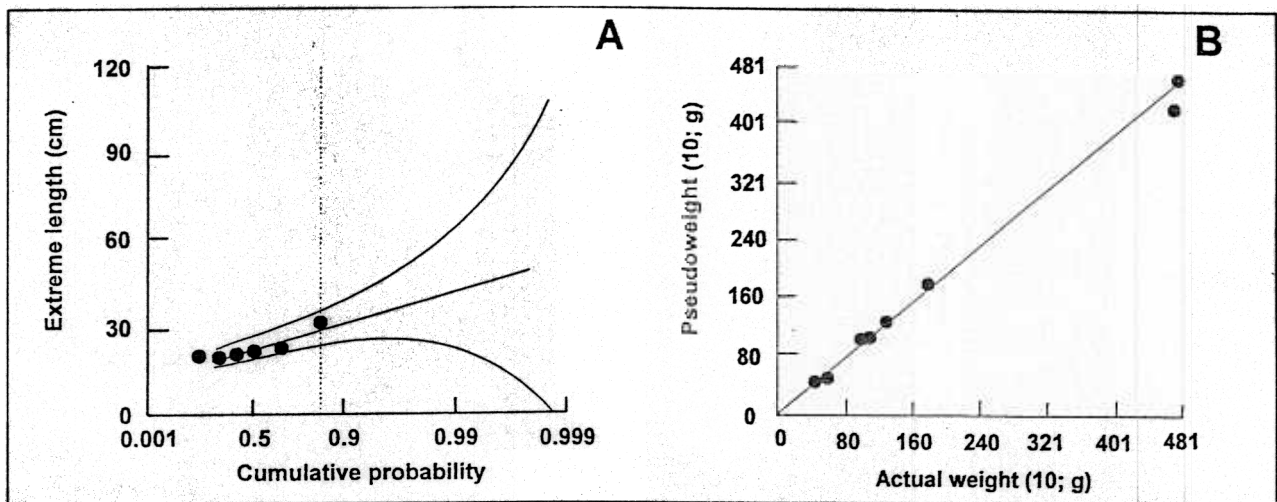 A
120
90
60
30
0
Extreme length (cm)
0.001 0.5 0.9 0.99 0.999
Cumulative probability
B
481
401
321
240
160
80
0
Pseudoweight (10; g)
0 80 160 240 321 401 481
Actual weight (10; g)